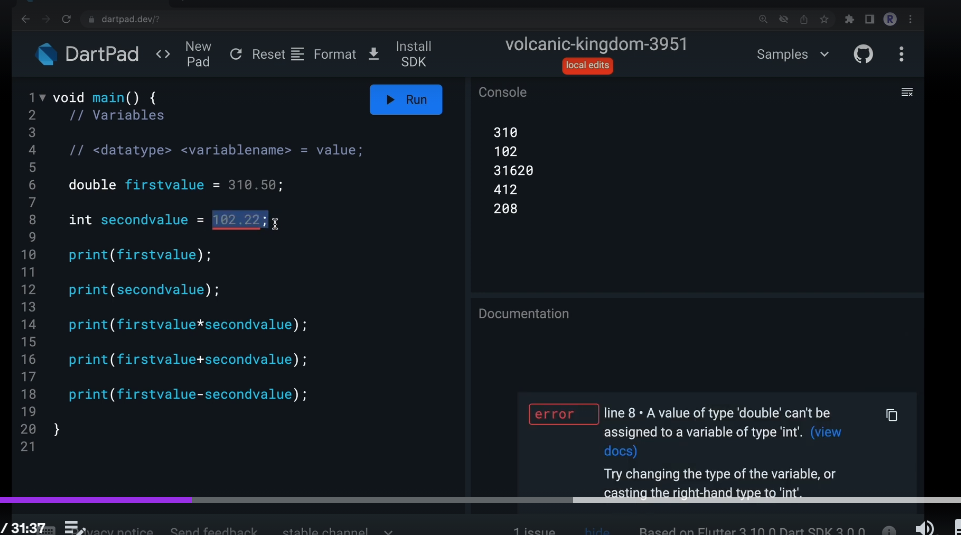 dartpad.dev/?
R
DartPad
<>
New Pad
Reset
Format
Install SDK
volcanic-kingdom-3951
local edits
Samples
1 void main() {
2 // Variables
3
4 // <datatype> <variablename> = value;
5
6 double firstvalue = 310.50;
7
8 int secondvalue = 102.22;
9
10 print(firstvalue);
11
12 print(secondvalue);
13
14 print(firstvalue*secondvalue);
15
16 print(firstvalue+secondvalue);
17
18 print(firstvalue-secondvalue);
19
20 }
21
Run
Console
310
102
31620
412
208
Documentation
error
line 8 • A value of type 'double' can't be
assigned to a variable of type 'int'. (view
docs)
Try changing the type of the variable, or
casting the right-hand type to 'int'.
/ 31:37
Privacy notice
Send feedback
stable channel
1 issue
hide
Based on Flutter 3.10.0 Dart SDK 3.0.0